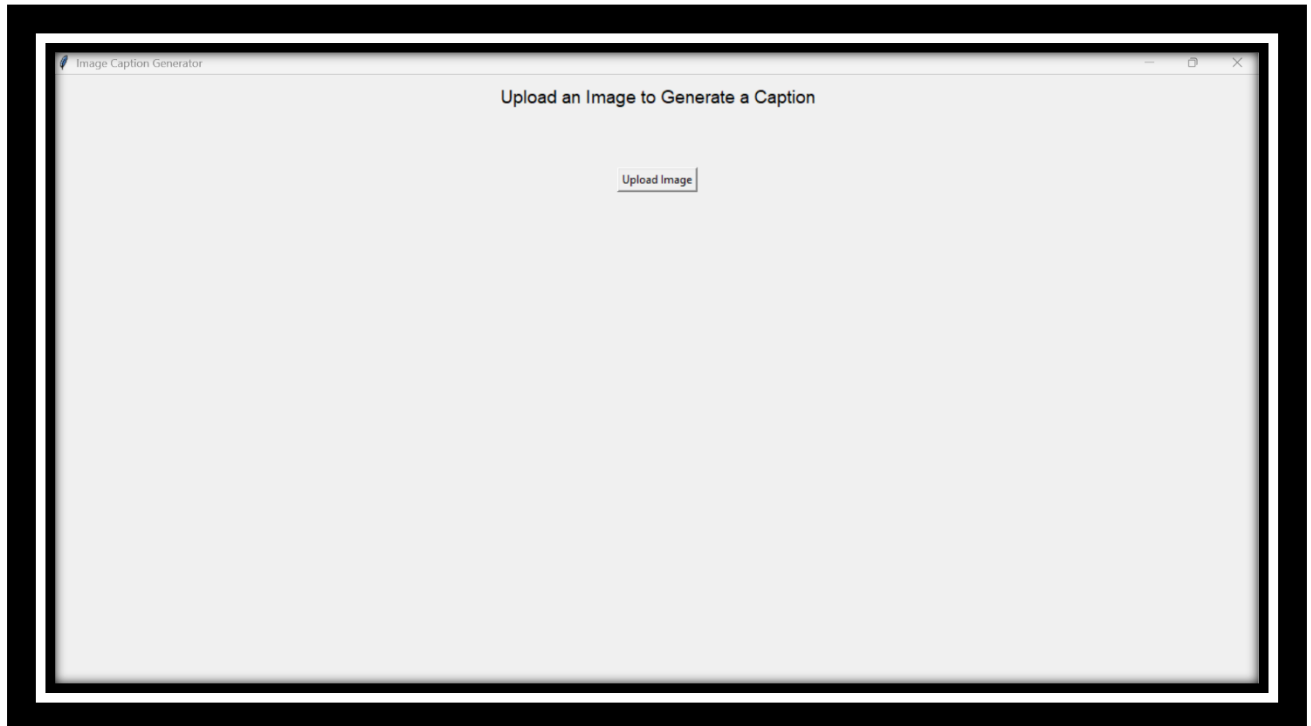 Image Caption Generator
Upload an Image to Generate a Caption
Upload Image